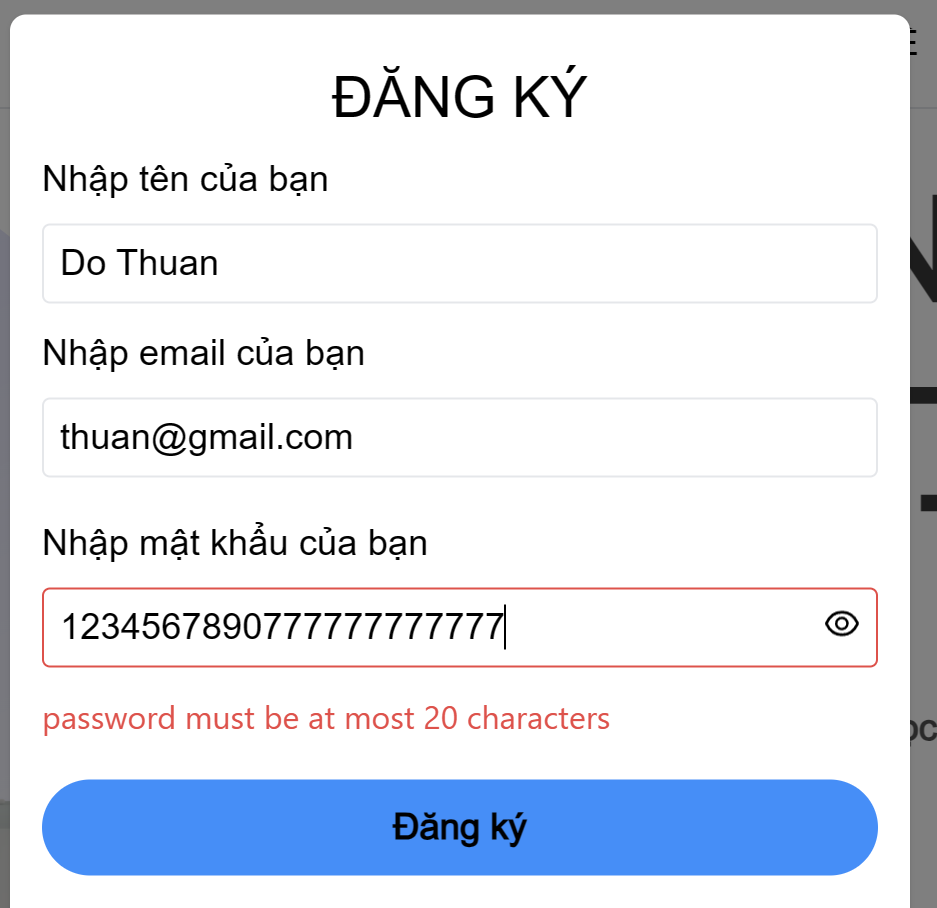 ĐĂNG KÝ
Nhập tên của bạn
Do Thuan
Nhập email của bạn
thuan@gmail.com
Nhập mật khẩu của bạn
1234567890777777777777
password must be at most 20 characters
Đăng ký